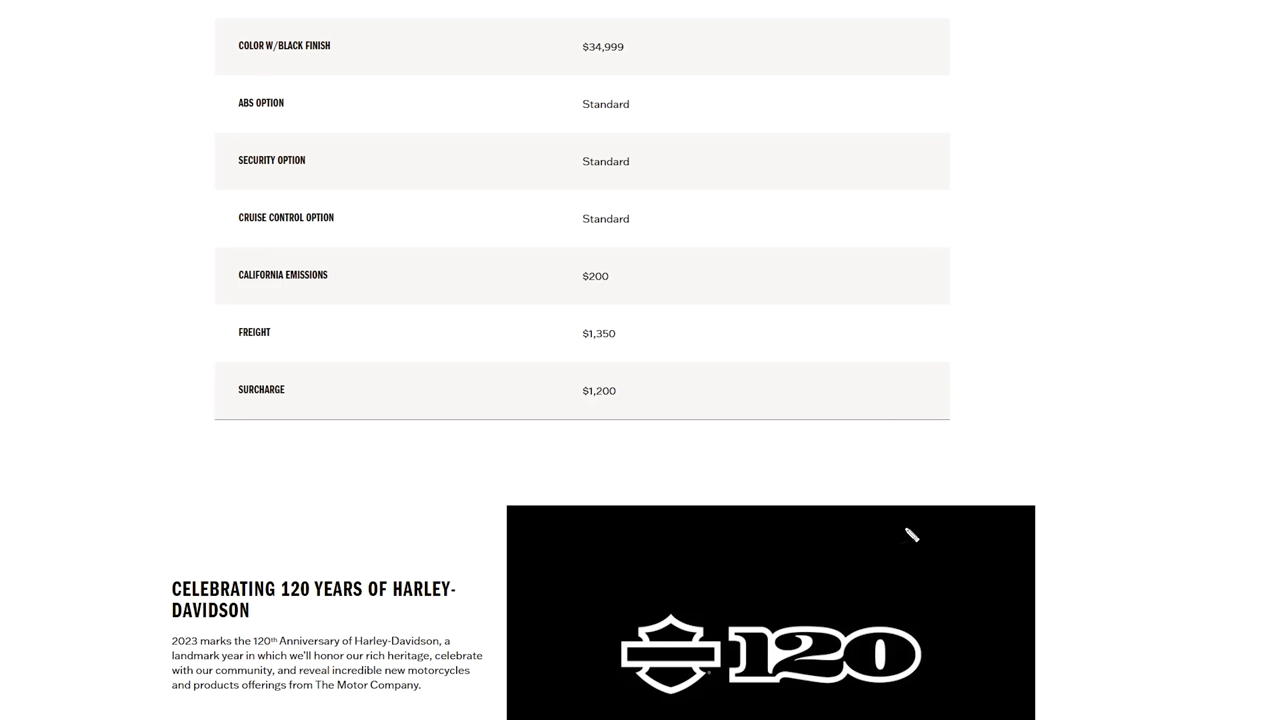 COLOR W/BLACK FINISH $34,999
ABS OPTION Standard
SECURITY OPTION Standard
CRUISE CONTROL OPTION Standard
CALIFORNIA EMISSIONS $200
FREIGHT $1,350
SURCHARGE $1,200
CELEBRATING 120 YEARS OF HARLEY-
DAVIDSON
2023 marks the 120th Anniversary of Harley-Davidson, a
landmark year in which we'll honor our rich heritage, celebrate
with our community, and reveal incredible new motorcycles
and products offerings from The Motor Company.
120